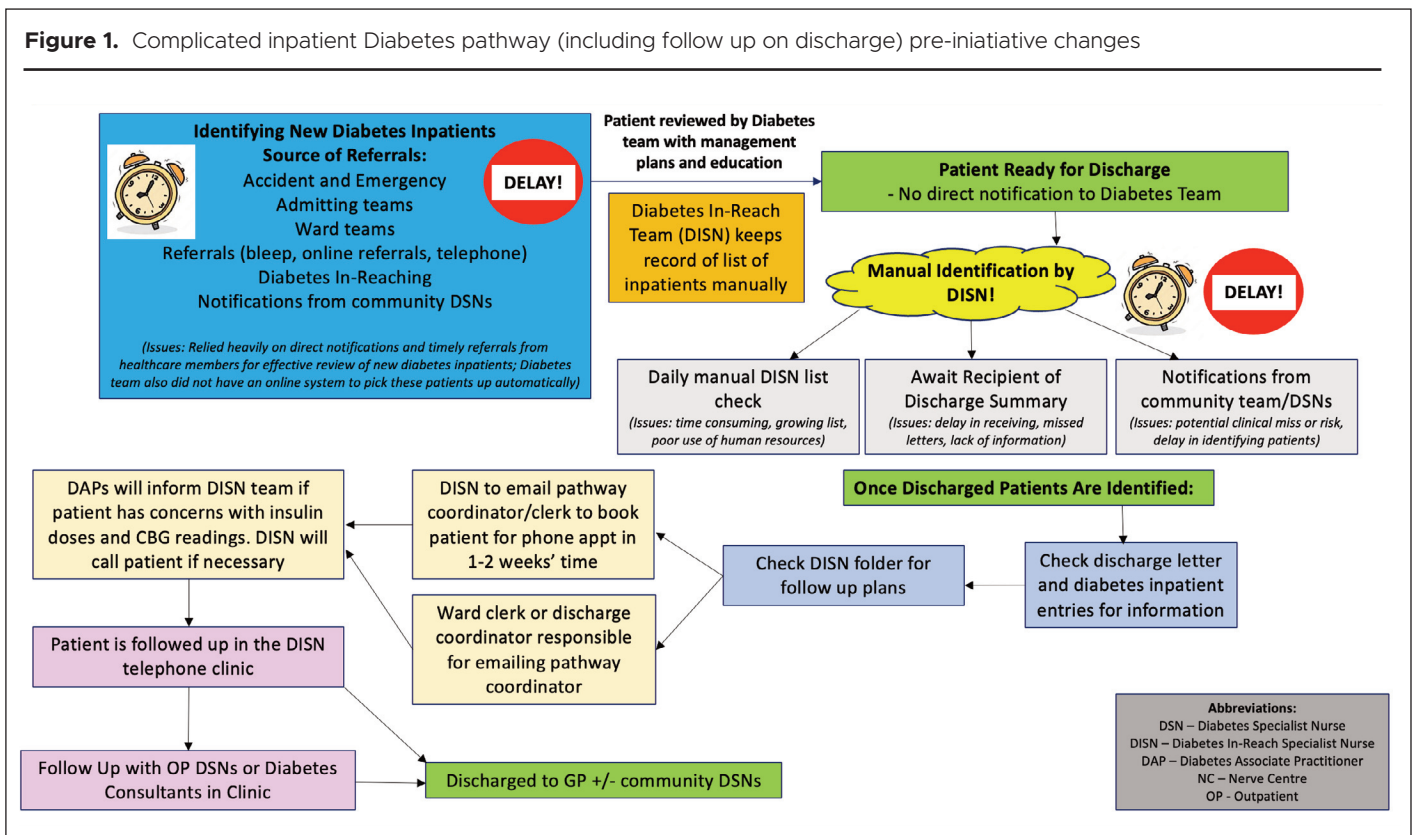 Figure 1. Complicated inpatient Diabetes pathway (including follow up on discharge) pre-iniatiative changes
Identifying New Diabetes Inpatients
Source of Referrals:
Accident and Emergency
Admitting teams
Ward teams
Referrals (bleep, online referrals, telephone)
Diabetes In-Reaching
Notifications from community DSNs
(Issues: Relied heavily on direct notifications and timely referrals from
healthcare members for effective review of new diabetes inpatients; Diabetes
team also did not have an online system to pick these patients up automatically)
DELAY!
Patient reviewed by Diabetes
team with management
plans and education
Diabetes In-Reach
Team (DISN) keeps
record of list of
inpatients manually
Patient Ready for Discharge
- No direct notification to Diabetes Team
Manual Identification by
DISN!
DELAY!
Daily manual DISN list
check
(Issues: time consuming, growing list,
poor use of human resources)
Await Recipient of
Discharge Summary
(Issues: delay in receiving, missed
letters, lack of information)
Notifications from
community team/DSNs
(Issues: potential clinical miss or risk,
delay in identifying patients)
Once Discharged Patients Are Identified:
Check discharge letter
and diabetes inpatient
entries for information
Check DISN folder for
follow up plans
DISN to email pathway
coordinator/clerk to book
patient for phone appt in
1-2 weeks’ time
Ward clerk or discharge
coordinator responsible
for emailing pathway
coordinator
DAPs will inform DISN team if
patient has concerns with insulin
doses and CBG readings. DISN will
call patient if necessary
Patient is followed up in the DISN
telephone clinic
Follow Up with OP DSNs or Diabetes
Consultants in Clinic
Discharged to GP +/- community DSNs
Abbreviations:
DSN – Diabetes Specialist Nurse
DISN – Diabetes In-Reach Specialist Nurse
DAP – Diabetes Associate Practitioner
NC – Nerve Centre
OP - Outpatient